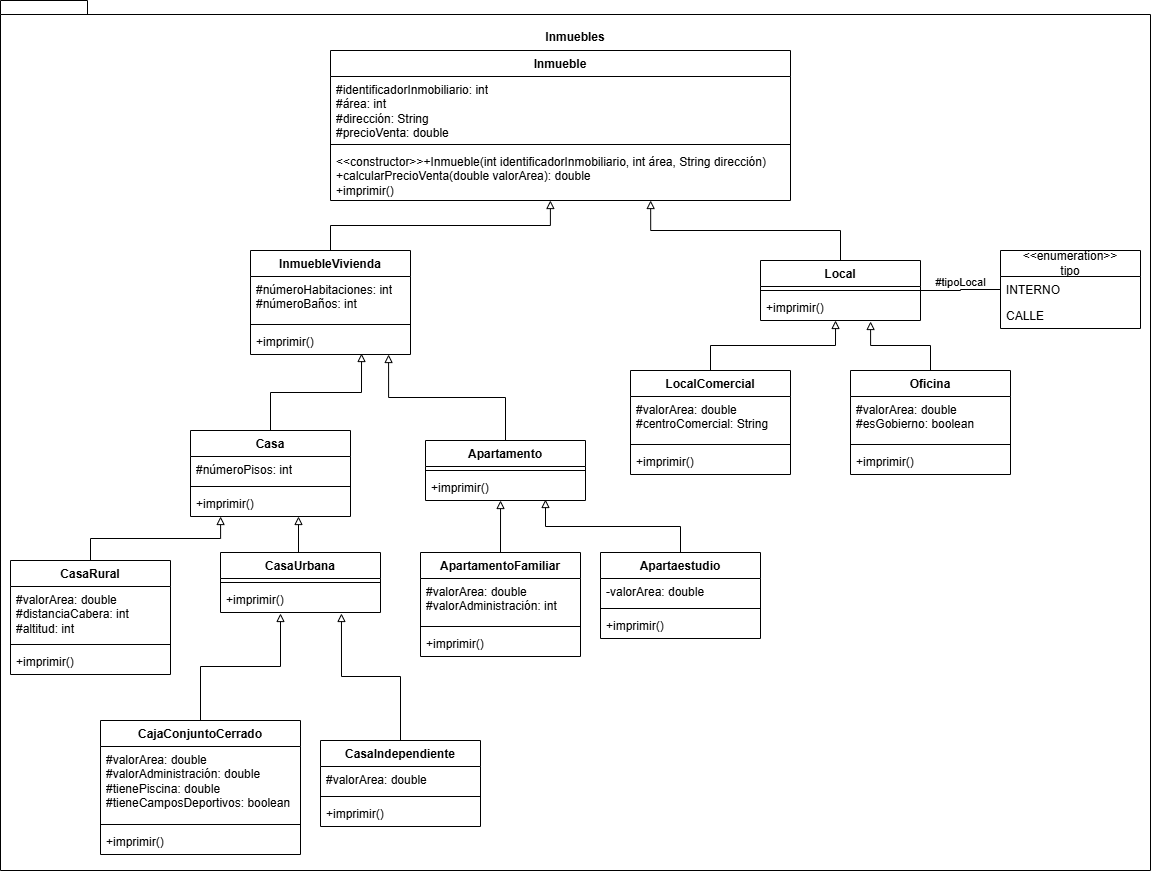 Inmuebles
Inmueble
#identificadorInmobiliario: int
#área: int
#dirección: String
#precioVenta: double
<<constructor>>+Inmueble(int identificadorInmobiliario, int área, String dirección)
+calcularPrecioVenta(double valorArea): double
+imprimir()
InmuebleVivienda
#númeroHabitaciones: int
#númeroBaños: int
+imprimir()
Local
+imprimir()
#tipoLocal
<<enumeration>>
tipo
INTERNO
CALLE
LocalComercial
#valorArea: double
#centroComercial: String
+imprimir()
Oficina
#valorArea: double
#esGobierno: boolean
+imprimir()
Casa
#númeroPisos: int
+imprimir()
Apartamento
+imprimir()
CasaRural
#valorArea: double
#distanciaCabera: int
#altitud: int
+imprimir()
CasaUrbana
+imprimir()
ApartamentoFamiliar
#valorArea: double
#valorAdministración: int
+imprimir()
Apartaestudio
-valorArea: double
+imprimir()
CajaConjuntoCerrado
#valorArea: double
#valorAdministración: double
#tienePiscina: double
#tieneCamposDeportivos: boolean
+imprimir()
CasaIndependiente
#valorArea: double
+imprimir()